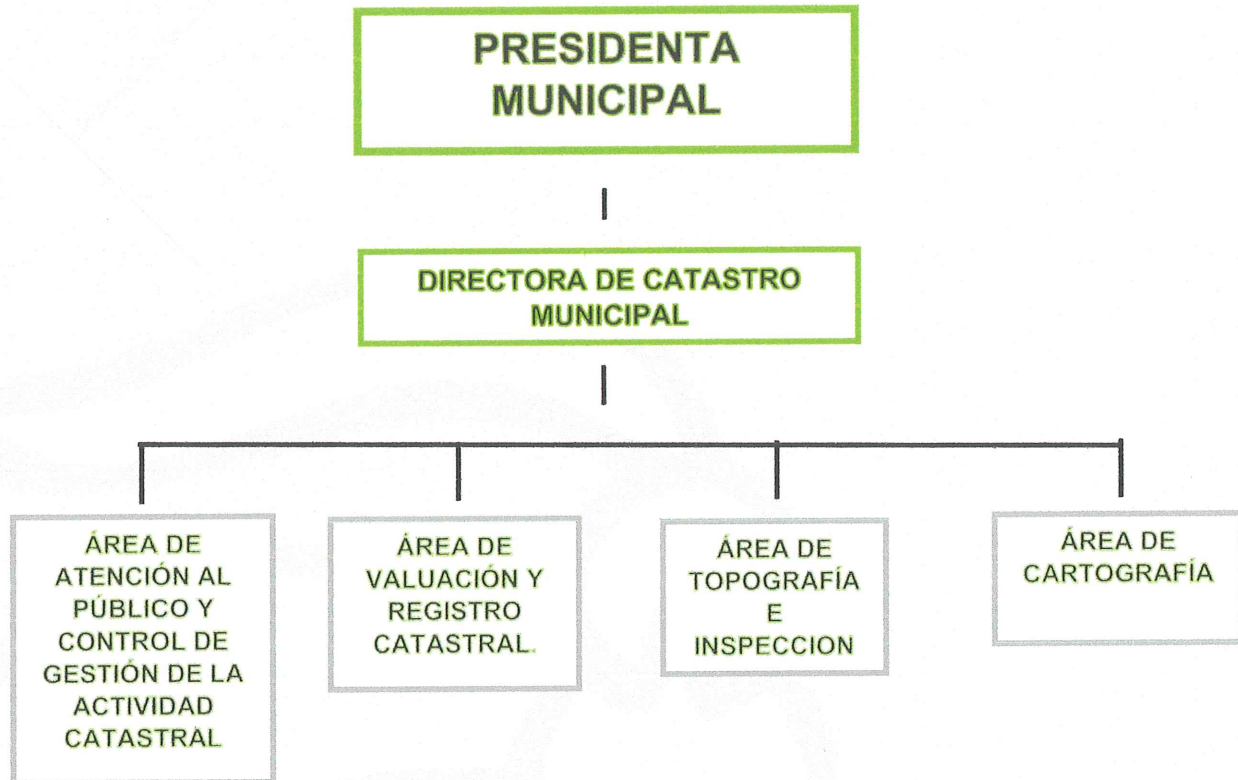 PRESIDENTA
MUNICIPAL
DIRECTORA DE CATASTRO
MUNICIPAL
ÁREA DE
ATENCIÓN AL
PÚBLICO Y
CONTROL DE
GESTIÓN DE LA
ACTIVIDAD
CATASTRAL
ÁREA DE
VALUACIÓN Y
REGISTRO
CATASTRAL.
ÁREA DE
TOPOGRAFÍA
E
INSPECCION
ÁREA DE
CARTOGRAFÍA